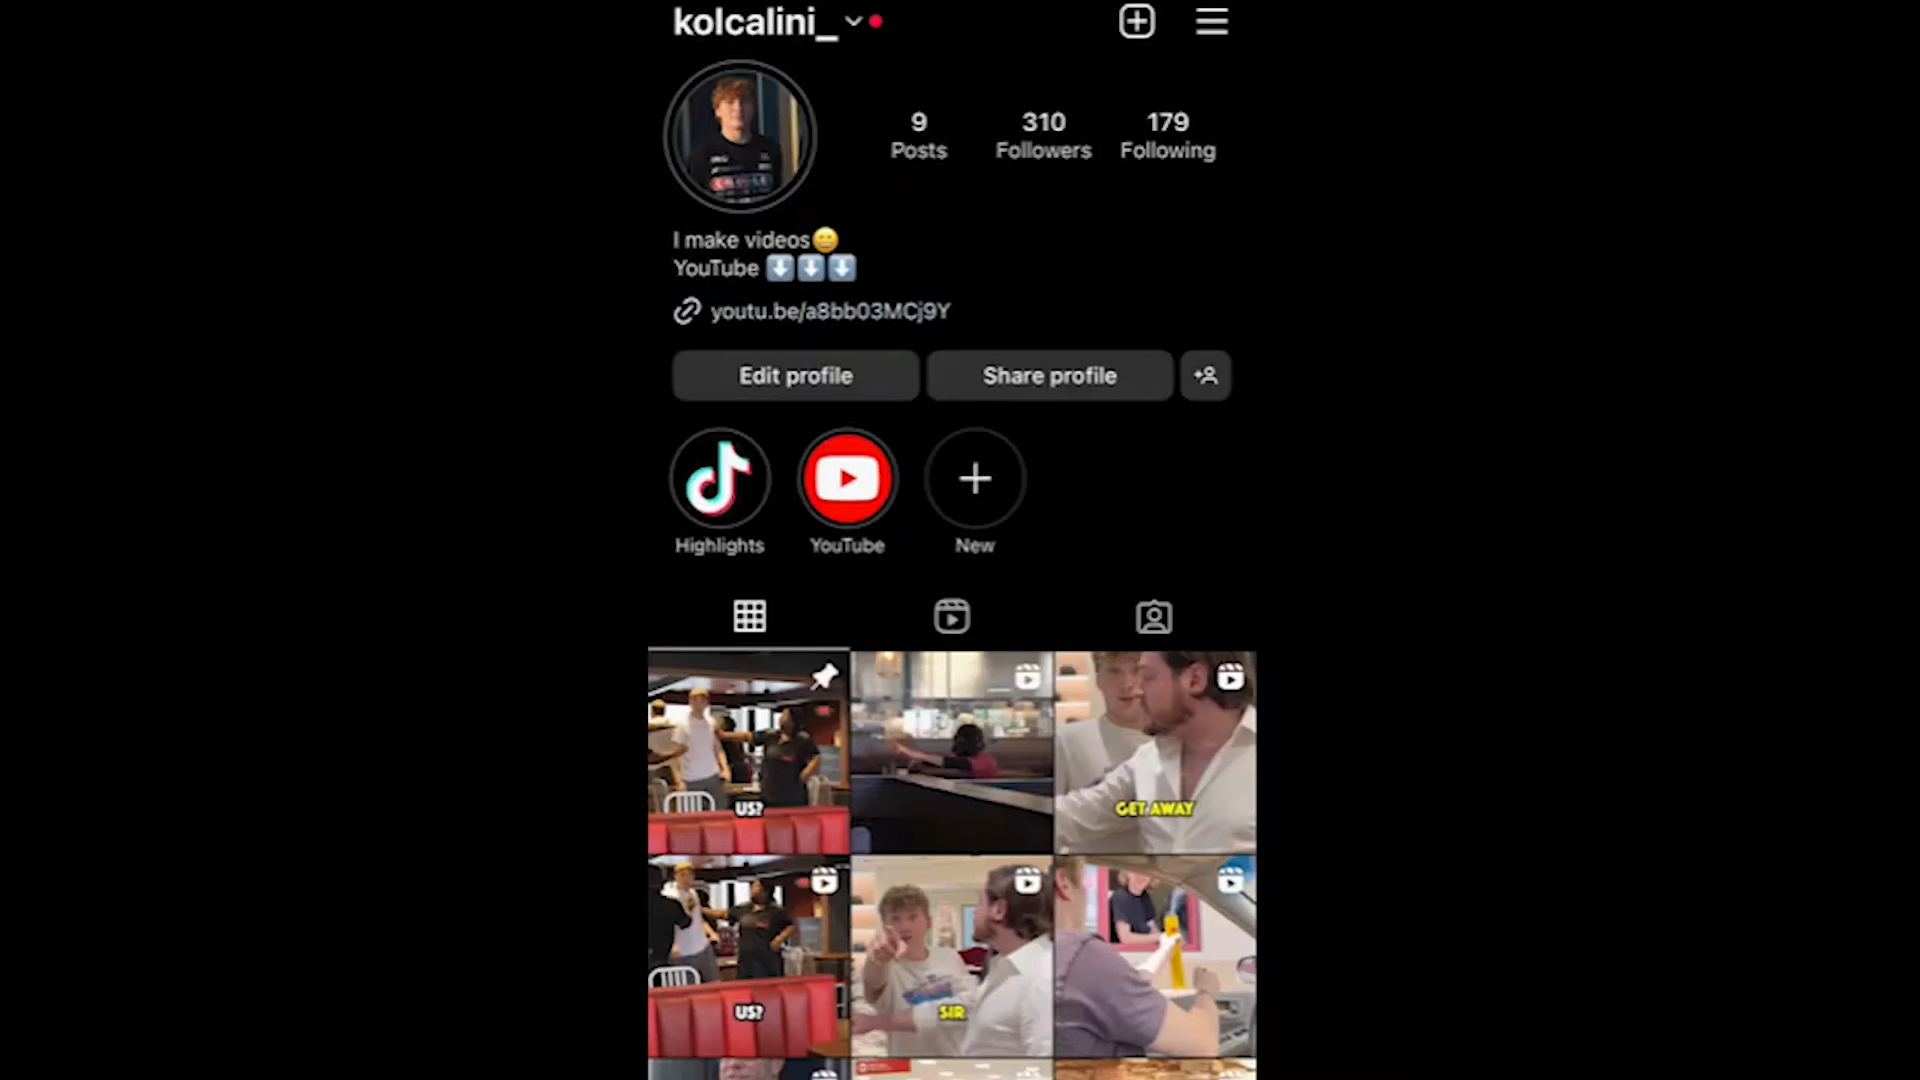 kolcalini_
9 310 179
Posts Followers Following
I make videos😀
YouTube ⬇️⬇️⬇️
youtu.be/a8bb03MCj9Y
Edit profile Share profile
Highlights YouTube New
US? GET AWAY
US? SIR